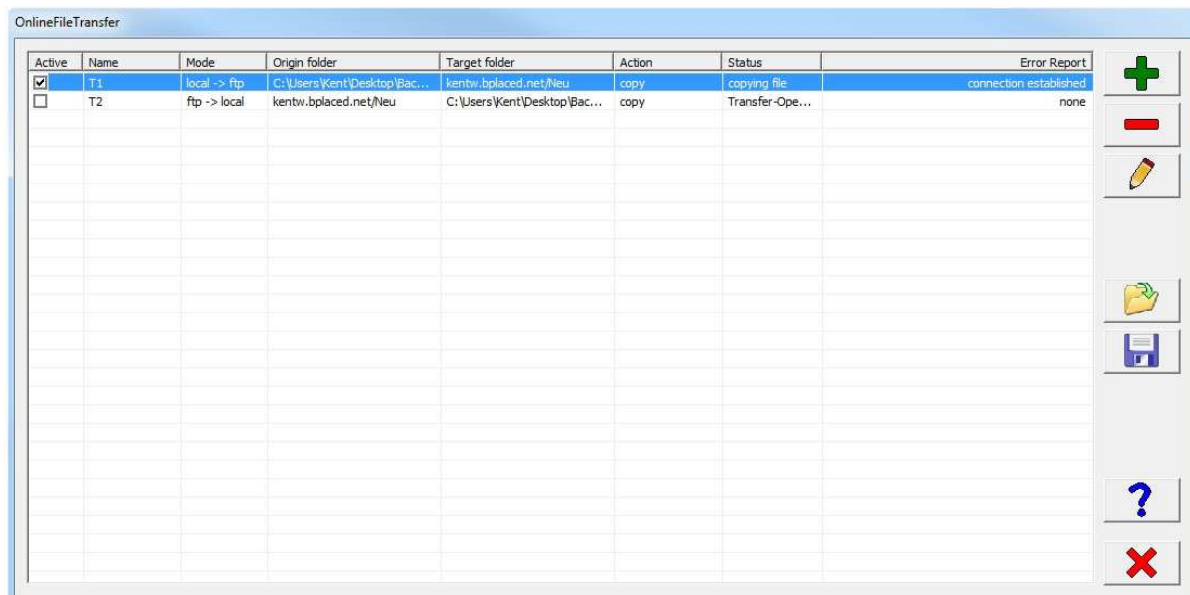 OnlineFileTransfer
Active Name Mode Origin folder Target folder Action Status Error Report
T1 local -> ftp C:\Users\Kent\Desktop\Bac... kentw.bplaced.net/Neu copy copying file connection established
T2 ftp -> local kentw.bplaced.net/Neu C:\Users\Kent\Desktop\Bac... copy Transfer-Ope... none
?